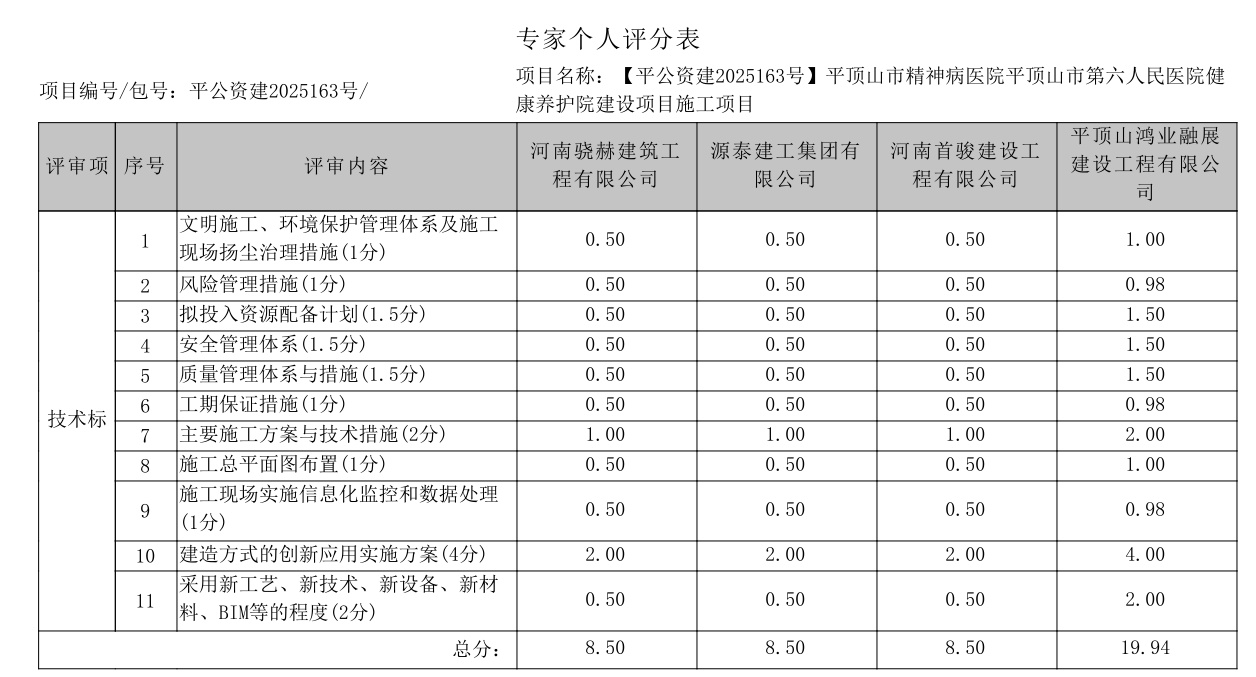 专家个人评分表
项目编号/包号：平公资建2025163号/
项目名称：【平公资建2025163号】平顶山市精神病医院平顶山市第六人民医院健
康养护院建设项目施工项目
评审项 序号 评审内容 河南骁赫建筑工 源泰建工集团有 河南首骏建设工 平顶山鸿业融展
程有限公司 限公司 程有限公司 建设工程有限公
司
技术标
1 文明施工、环境保护管理体系及施工 0.50 0.50 0.50 1.00
现场扬尘治理措施(1分)
2 风险管理措施(1分) 0.50 0.50 0.50 0.98
3 拟投入资源配备计划(1.5分) 0.50 0.50 0.50 1.50
4 安全管理体系(1.5分) 0.50 0.50 0.50 1.50
5 质量管理体系与措施(1.5分) 0.50 0.50 0.50 1.50
6 工期保证措施(1分) 0.50 0.50 0.50 0.98
7 主要施工方案与技术措施(2分) 1.00 1.00 1.00 2.00
8 施工总平面图布置(1分) 0.50 0.50 0.50 1.00
9 施工现场实施信息化监控和数据处理 0.50 0.50 0.50 0.98
(1分)
10 建造方式的创新应用实施方案(4分) 2.00 2.00 2.00 4.00
11 采用新工艺、新技术、新设备、新材 0.50 0.50 0.50 2.00
料、BIM等的程度(2分)
总分： 8.50 8.50 8.50 19.94